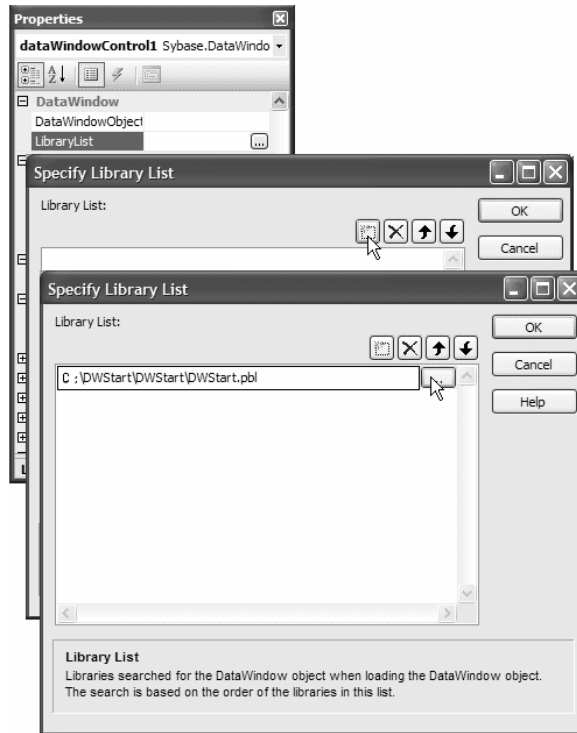 Properties
dataWindowControl1 Sybase.DataWindo
DataWindow
DataWindowObject
LibraryList
...
Specify Library List
Library List:
OK
Cancel
Specify Library List
Library List:
OK
C:\DWStart\DWStart\DWStart.pbl
Cancel
Help
Library List
Libraries searched for the DataWindow object when loading the DataWindow object.
The search is based on the order of the libraries in this list.